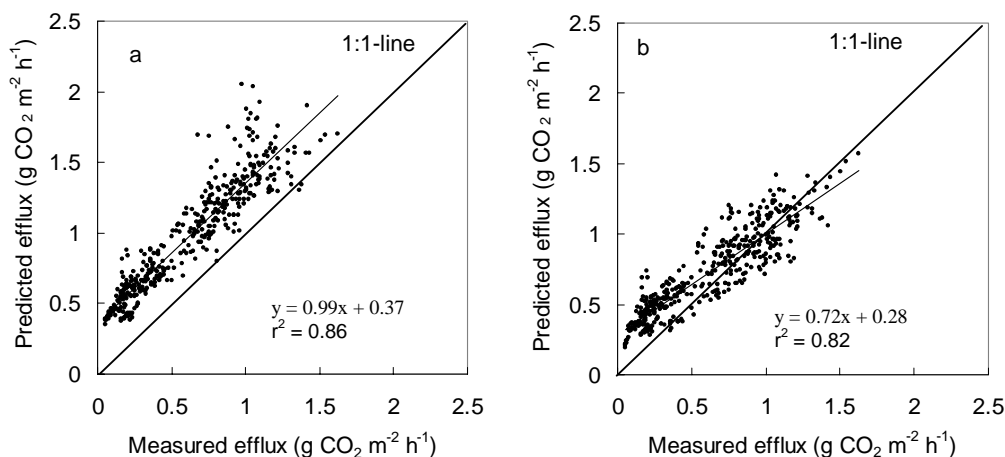 Predicted efflux (g CO₂ m⁻² h⁻¹)
2.5
2
1.5
1
0.5
0
a
1:1-line
y = 0.99x + 0.37
r² = 0.86
0
0.5
1
1.5
2
2.5
Measured efflux (g CO₂ m⁻² h⁻¹)
Predicted efflux (g CO₂ m⁻² h⁻¹)
2.5
2
1.5
1
0.5
0
b
1:1-line
y = 0.72x + 0.28
r² = 0.82
0
0.5
1
1.5
2
2.5
Measured efflux (g CO₂ m⁻² h⁻¹)